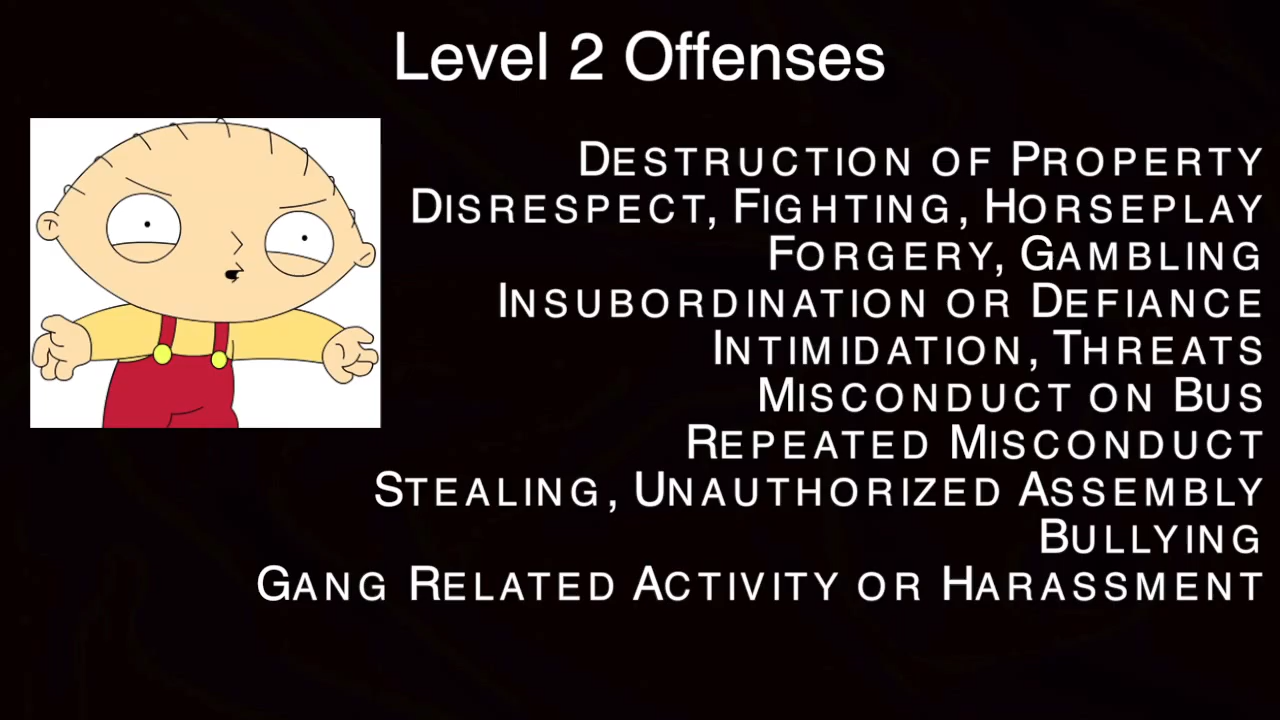 Level 2 Offenses
Destruction of Property
Disrespect, Fighting, Horseplay
Forgery, Gambling
Insubordination or Defiance
Intimidation, Threats
Misconduct on Bus
Repeated Misconduct
Stealing, Unauthorized Assembly
Bullying
Gang Related Activity or Harassment